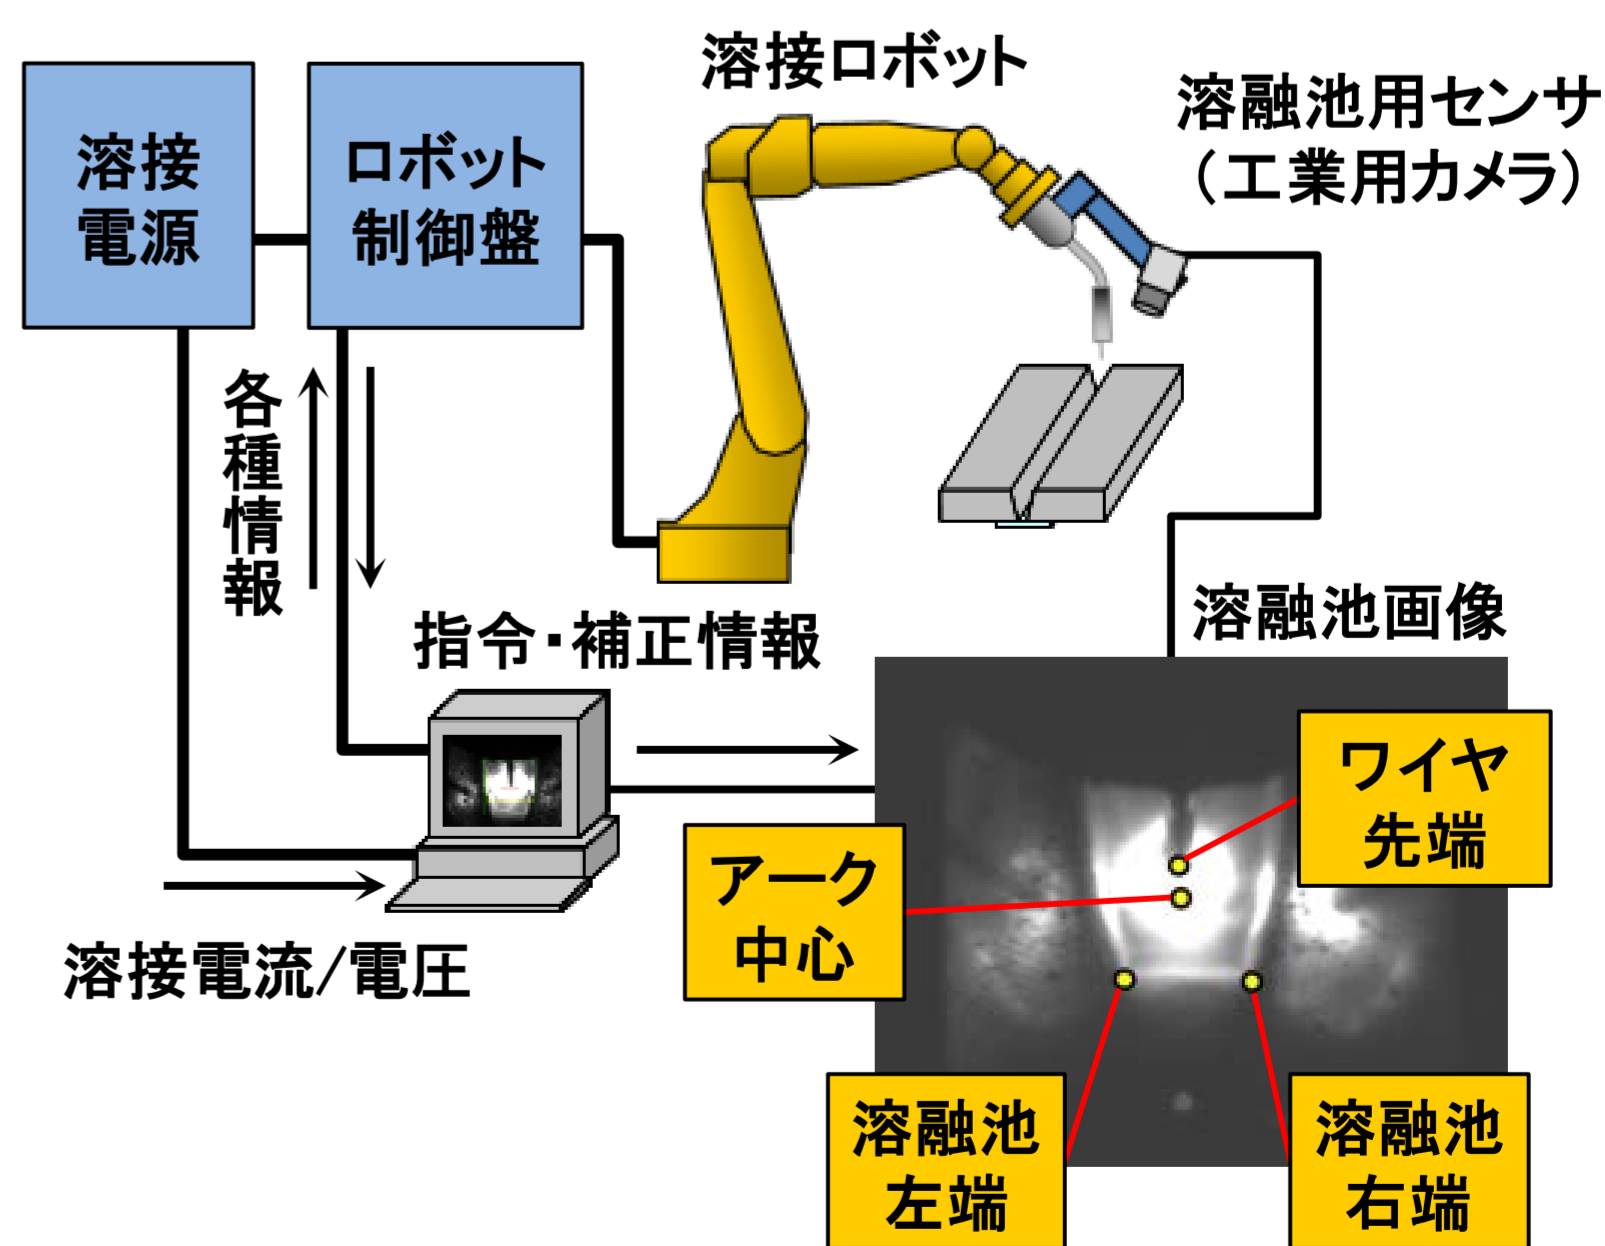 溶接ロボット
溶融池用センサ
（工業用カメラ）
溶接
電源
ロボット
制御盤
各種情報
指令・補正情報
溶融池画像
ワイヤ
先端
アーク
中心
溶接電流/電圧
溶融池
左端
溶融池
右端